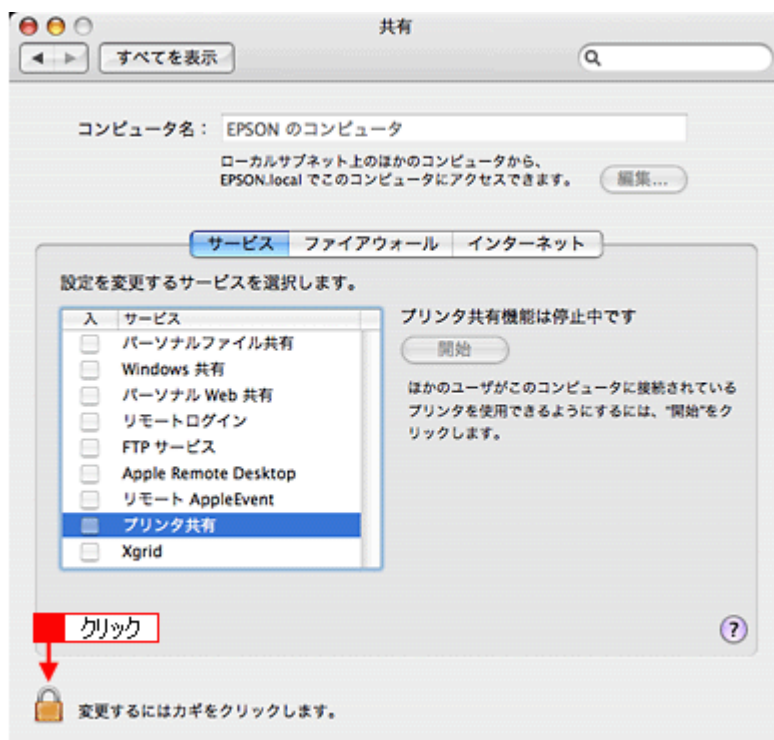 共有
すべてを表示
コンピュータ名： EPSON のコンピュータ
ローカルサブネット上のほかのコンピュータから、
EPSON.local でこのコンピュータにアクセスできます。
編集...
サービス ファイアウォール インターネット
設定を変更するサービスを選択します。
入 サービス
パーソナルファイル共有
Windows 共有
パーソナル Web 共有
リモートログイン
FTP サービス
Apple Remote Desktop
リモート AppleEvent
プリンタ共有
Xgrid
プリンタ共有機能は停止中です
開始
ほかのユーザがこのコンピュータに接続されている
プリンタを使用できるようにするには、“開始”をク
リックします。
クリック
?
変更するにはカギをクリックします。